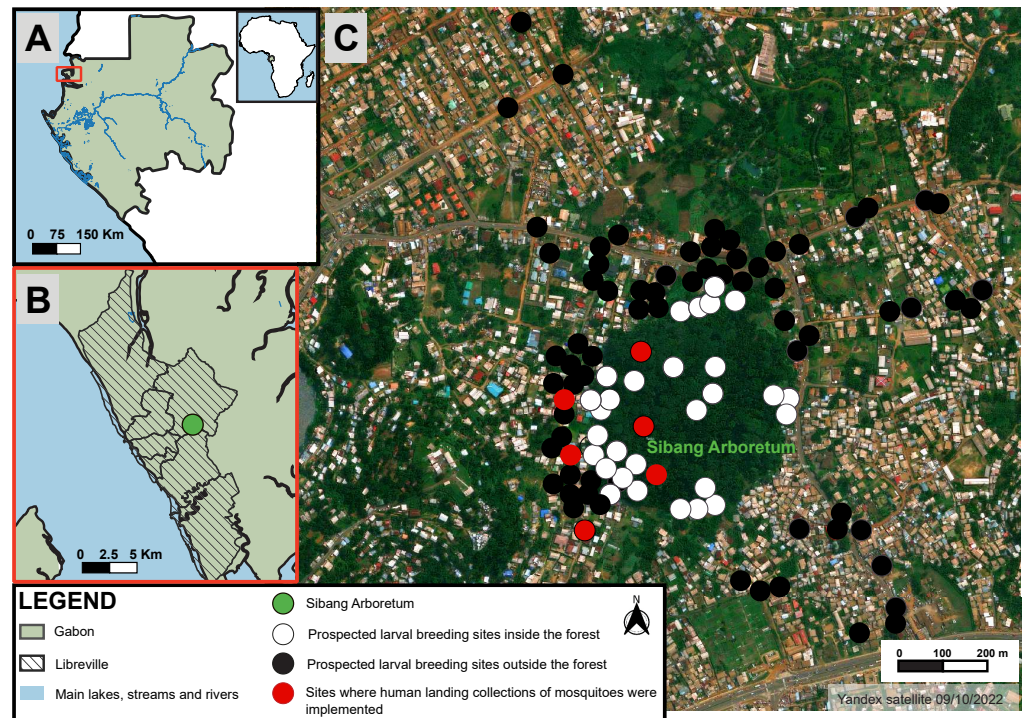 A
0 75 150 Km
B
0 2.5 5 Km
C
Sibang Arboretum
0 100 200 m
Yandex satellite 09/10/2022
LEGEND
Gabon
Libreville
Main lakes, streams and rivers
Sibang Arboretum
Prospected larval breeding sites inside the forest
Prospected larval breeding sites outside the forest
Sites where human landing collections of mosquitoes were
implemented
N